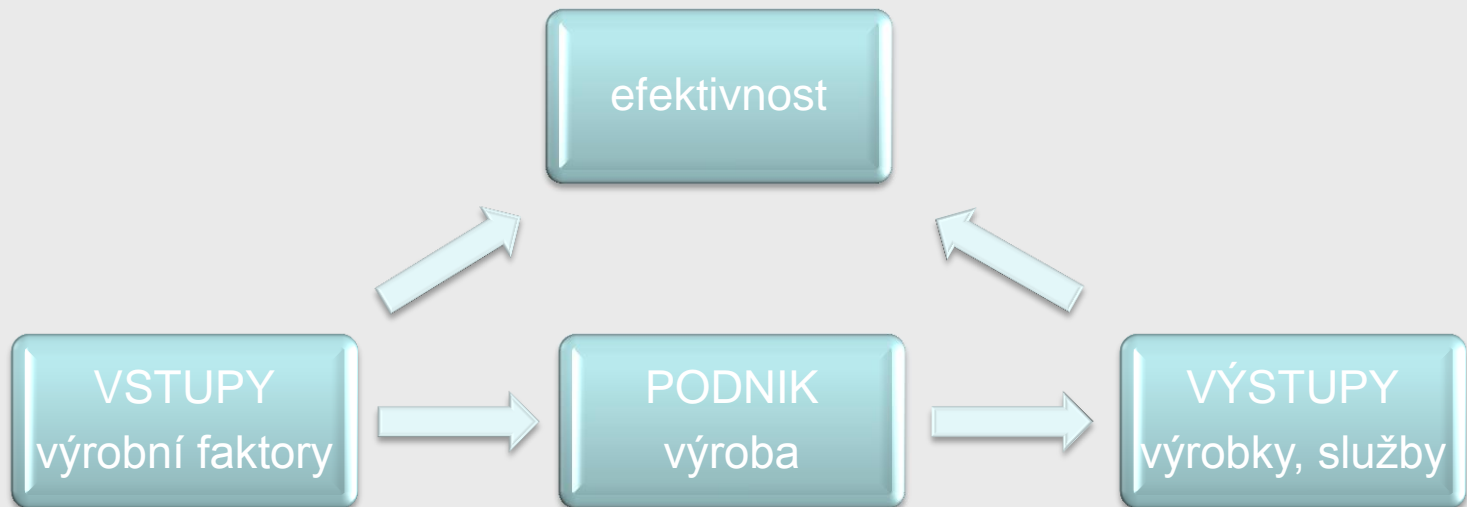 efektivnost
VSTUPY
výrobní faktory
PODNIK
výroba
VÝSTUPY
výrobky, služby